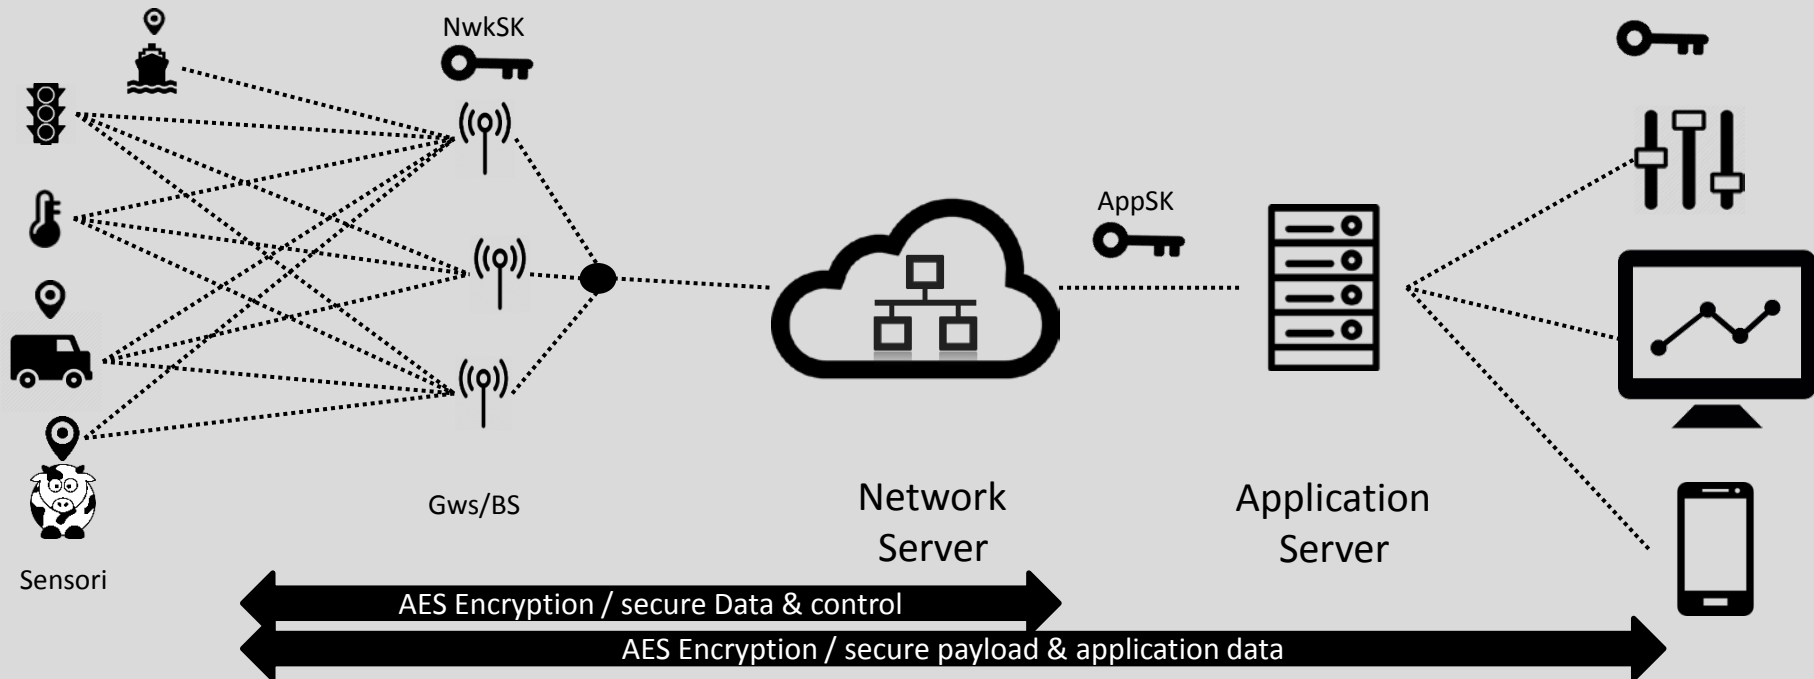 NwkSK
AppSK
Gws/BS
Network
Server
Application
Server
Sensori
AES Encryption / secure Data & control
AES Encryption / secure payload & application data